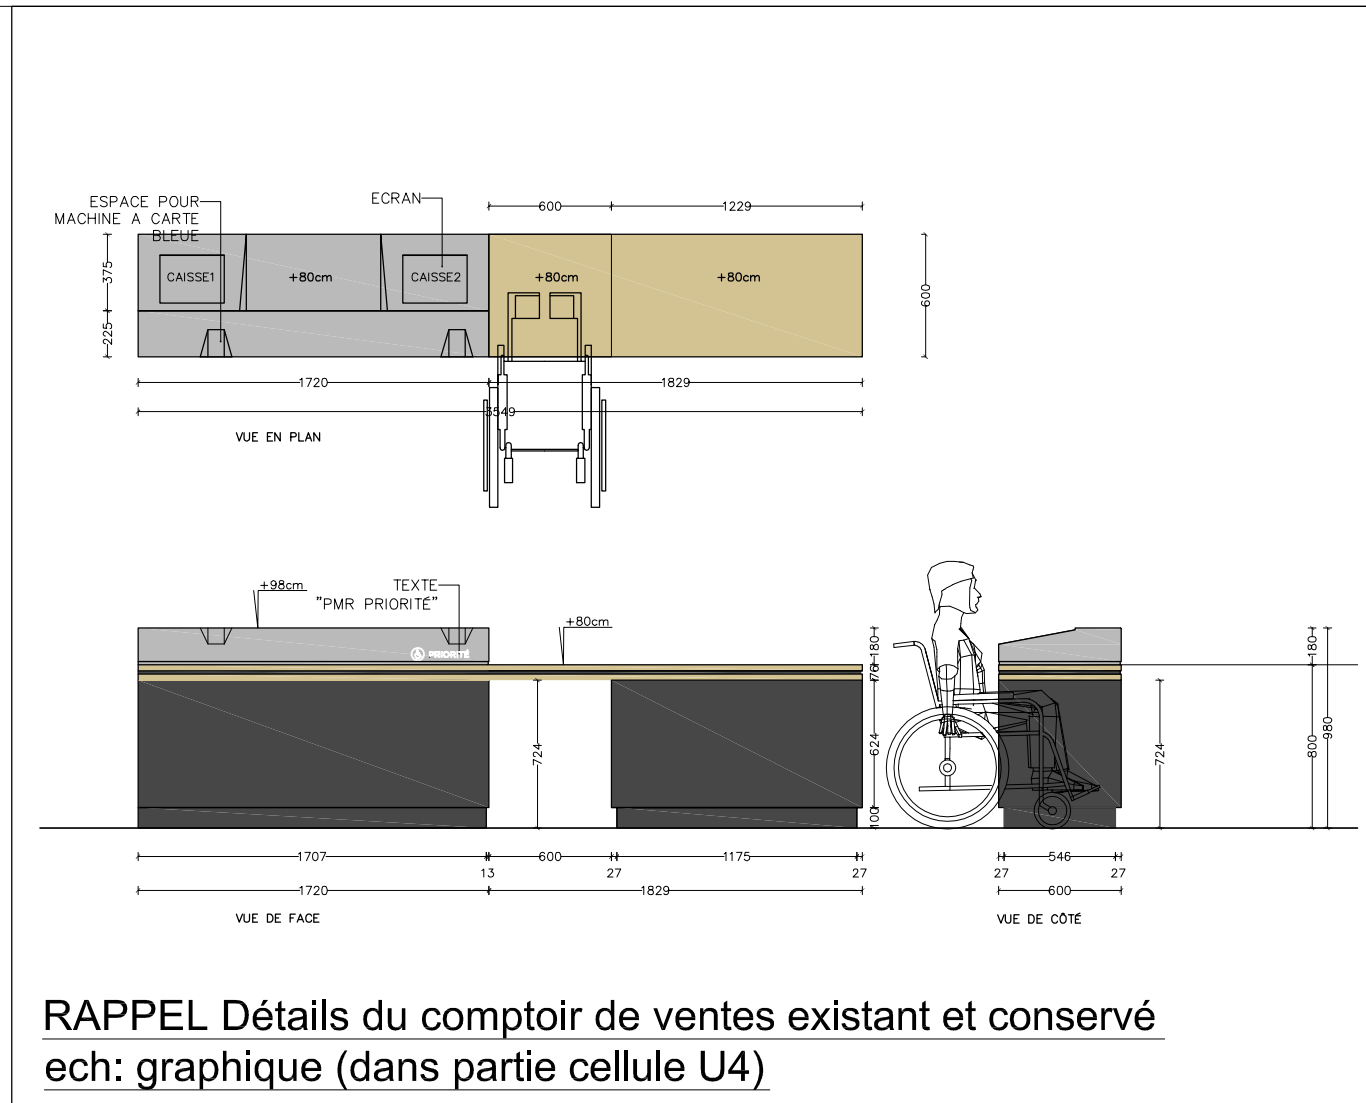 ESPACE POUR
MACHINE A CARTE
BLEUE
ECRAN
600
1229
375
225
CAISSE1
+80cm
CAISSE2
+80cm
+80cm
600
1720
1829
3549
VUE EN PLAN
+98cm
TEXTE
"PMR PRIORITÉ"
+80cm
PRIORITÉ
180
76
624
100
724
724
180
800
980
1707
13
600
27
1175
27
1720
1829
27
546
27
600
VUE DE FACE
VUE DE CÔTÉ
RAPPEL Détails du comptoir de ventes existant et conservé
ech: graphique (dans partie cellule U4)